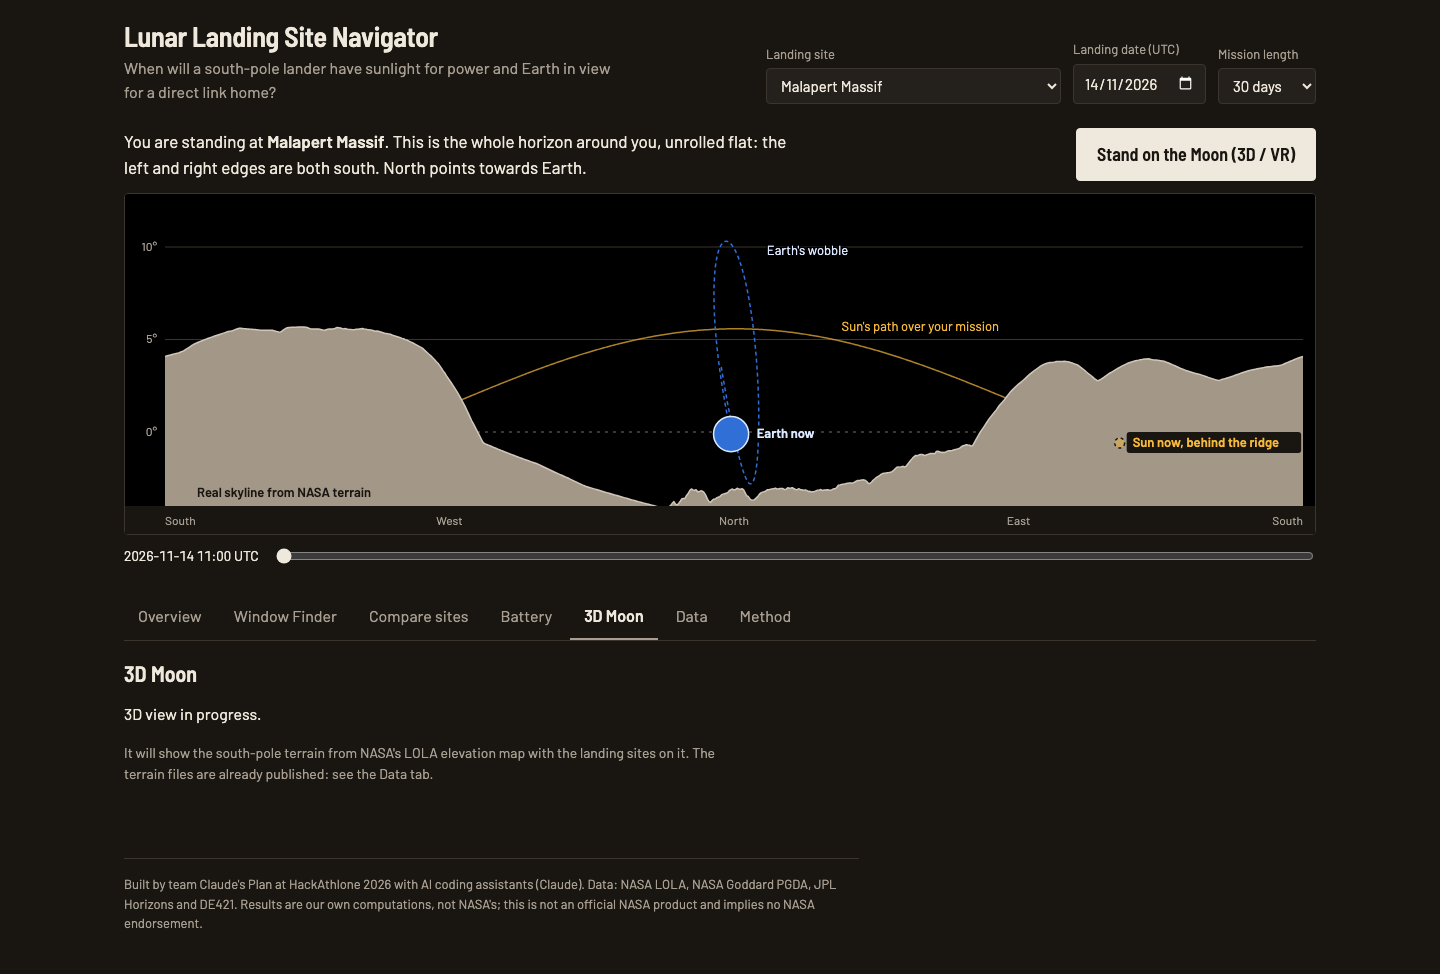 Lunar Landing Site Navigator
When will a south-pole lander have sunlight for power and Earth in view
for a direct link home?
Landing site
Malapert Massif
Landing date (UTC)
14/11/2026
Mission length
30 days
You are standing at Malapert Massif. This is the whole horizon around you, unrolled flat: the
left and right edges are both south. North points towards Earth.
Stand on the Moon (3D / VR)
10°
Earth's wobble
Sun's path over your mission
5°
0°
Earth now
Sun now, behind the ridge
Real skyline from NASA terrain
South
West
North
East
South
2026-11-14 11:00 UTC
Overview
Window Finder
Compare sites
Battery
3D Moon
Data
Method
3D Moon
3D view in progress.
It will show the south-pole terrain from NASA's LOLA elevation map with the landing sites on it. The
terrain files are already published: see the Data tab.
Built by team Claude's Plan at HackAthlone 2026 with AI coding assistants (Claude). Data: NASA LOLA, NASA Goddard PGDA, JPL
Horizons and DE421. Results are our own computations, not NASA's; this is not an official NASA product and implies no NASA
endorsement.